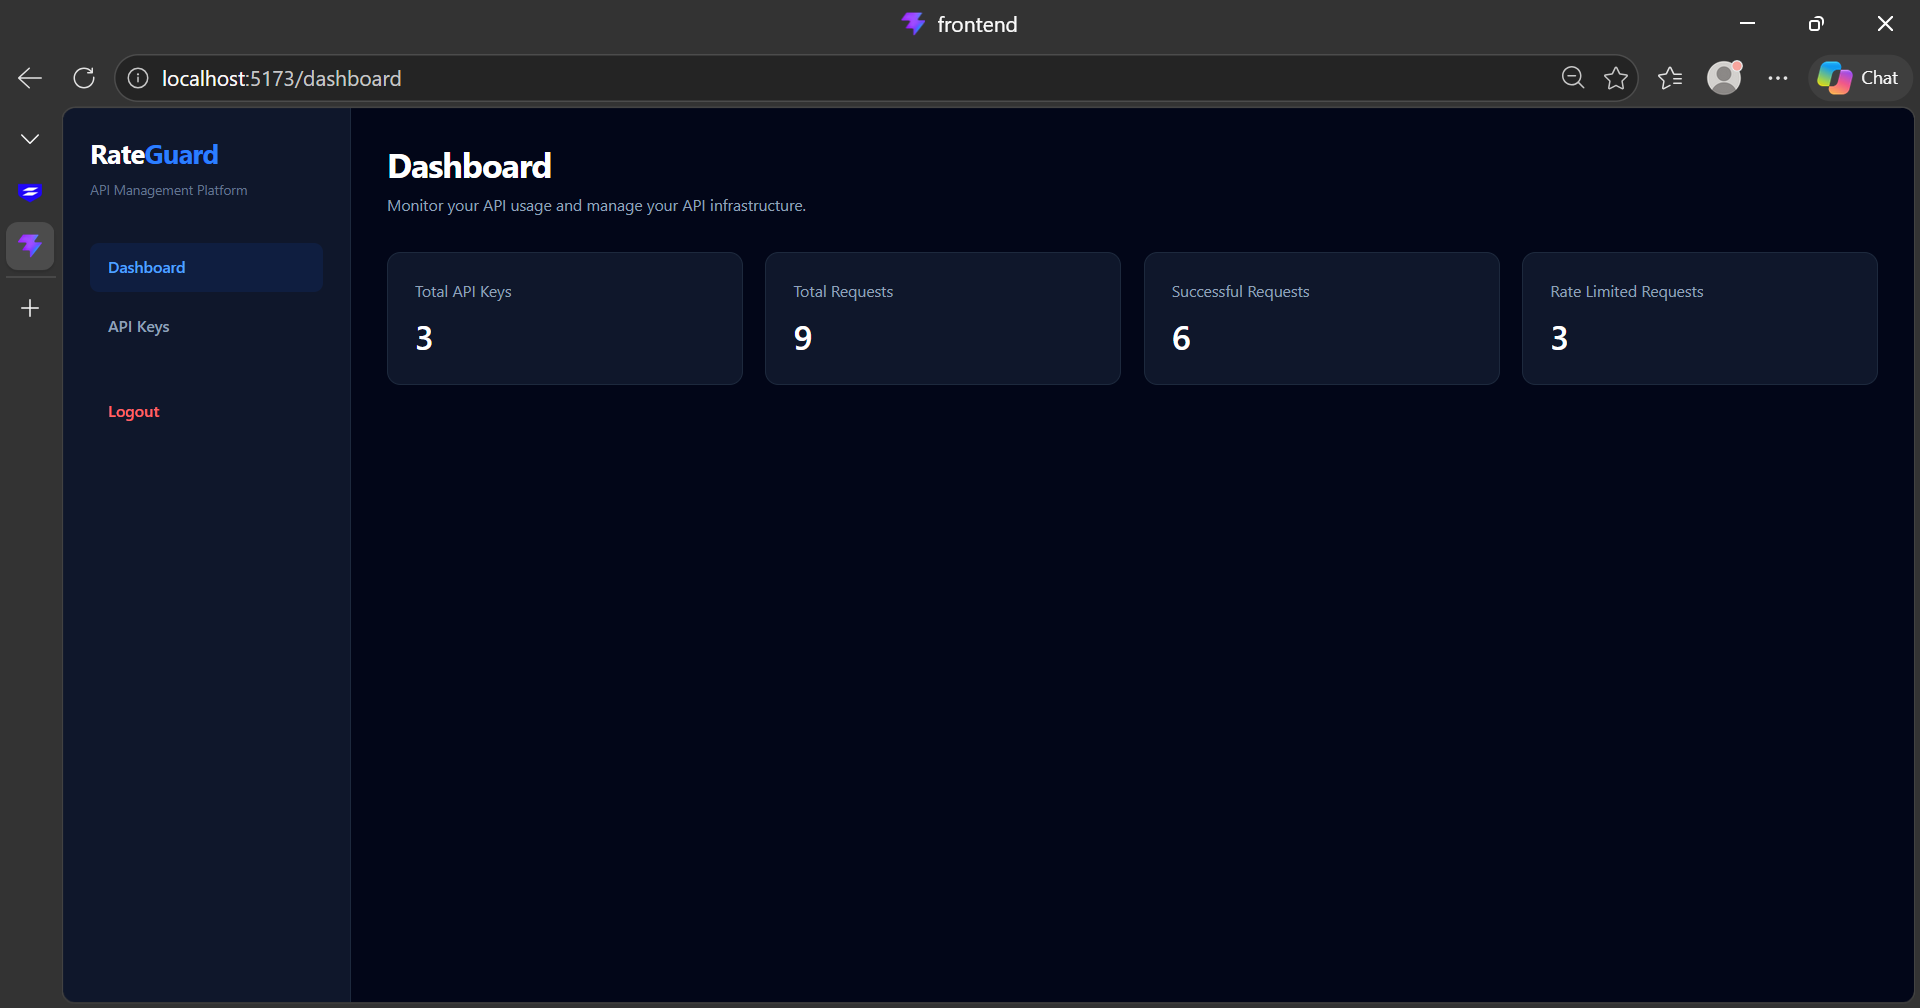 frontend
localhost:5173/dashboard
Chat
RateGuard
API Management Platform
Dashboard
API Keys
Logout
Dashboard
Monitor your API usage and manage your API infrastructure.
Total API Keys
3
Total Requests
9
Successful Requests
6
Rate Limited Requests
3